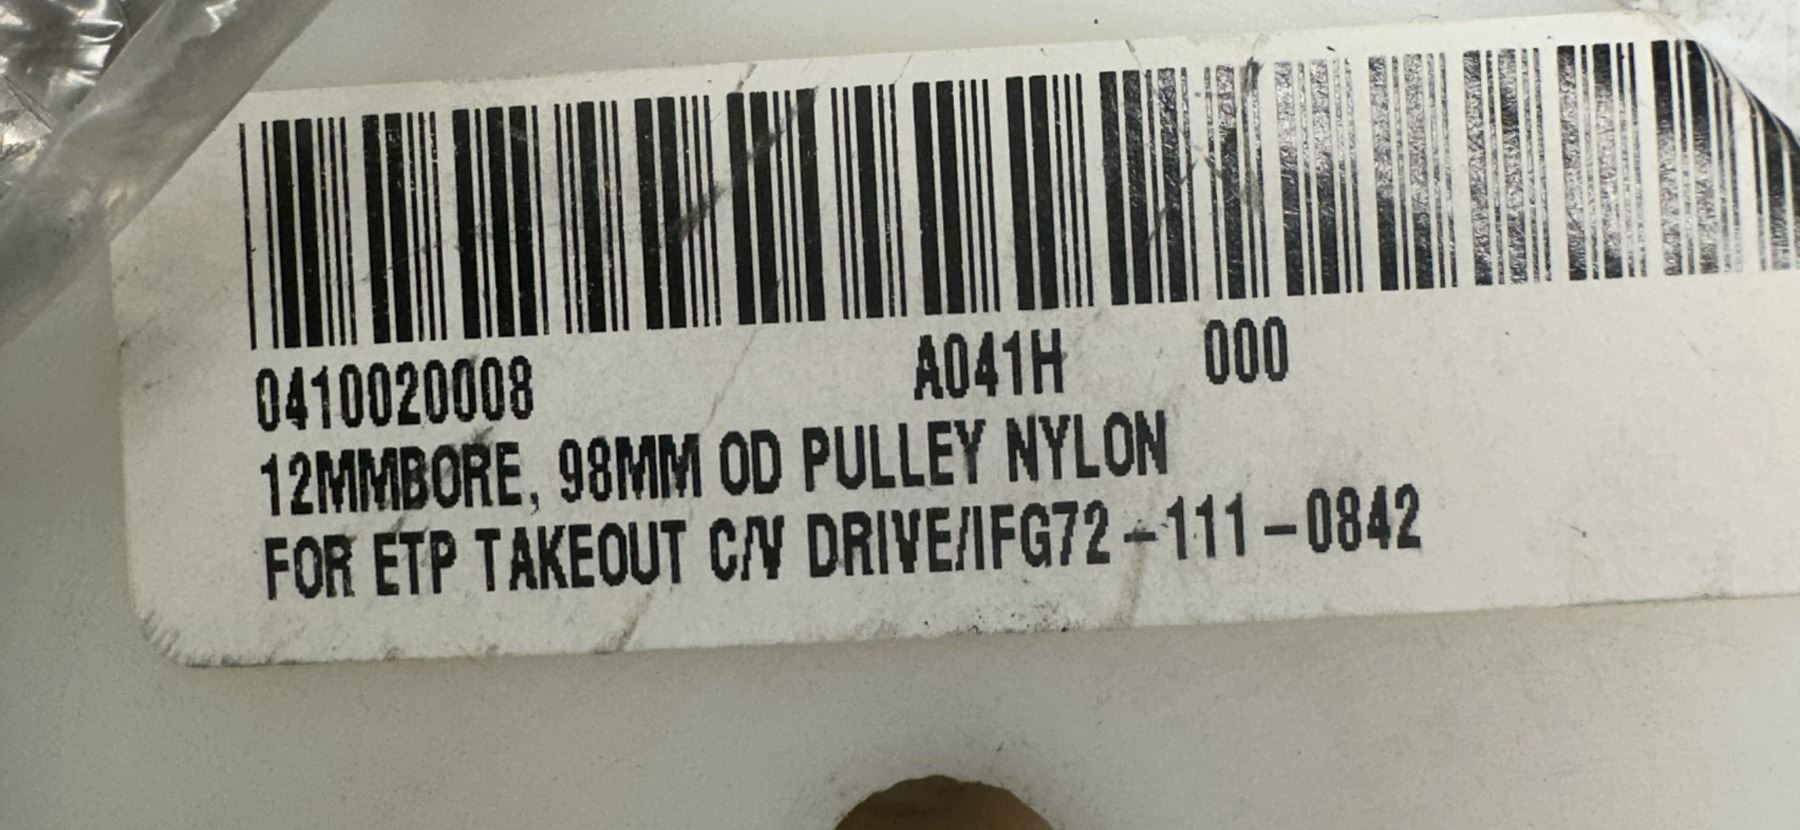 0410020008 A041H 000
12MMBORE, 98MM OD PULLEY NYLON
FOR ETP TAKEOUT C/V DRIVE/IFG72-111-0842